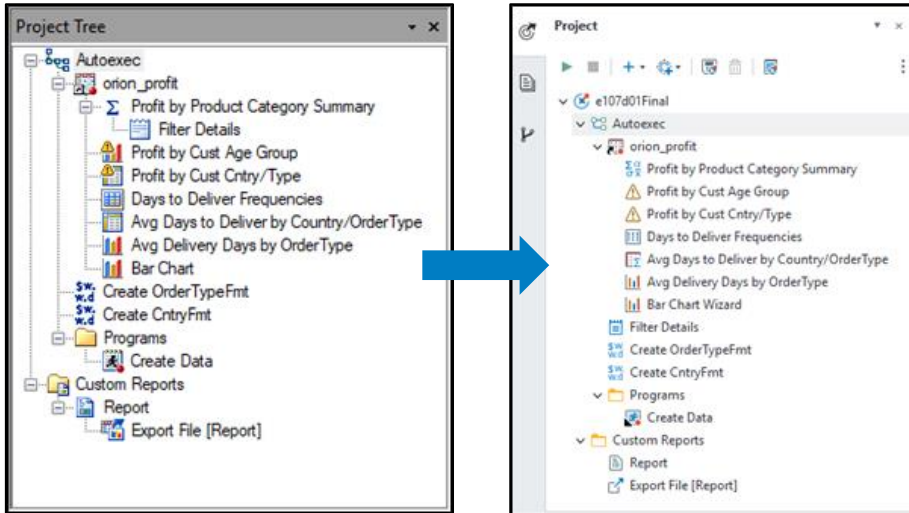 Project Tree
Autoexec
orion_profit
Profit by Product Category Summary
Filter Details
Profit by Cust Age Group
Profit by Cust Cntry/Type
Days to Deliver Frequencies
Avg Days to Deliver by Country/OrderType
Avg Delivery Days by OrderType
Bar Chart
Create OrderTypeFmt
Create CntryFmt
Programs
Create Data
Custom Reports
Report
Export File [Report]
Project
e107d01Final
Autoexec
orion_profit
Profit by Product Category Summary
Profit by Cust Age Group
Profit by Cust Cntry/Type
Days to Deliver Frequencies
Avg Days to Deliver by Country/OrderType
Avg Delivery Days by OrderType
Bar Chart Wizard
Filter Details
Create OrderTypeFmt
Create CntryFmt
Programs
Create Data
Custom Reports
Report
Export File [Report]